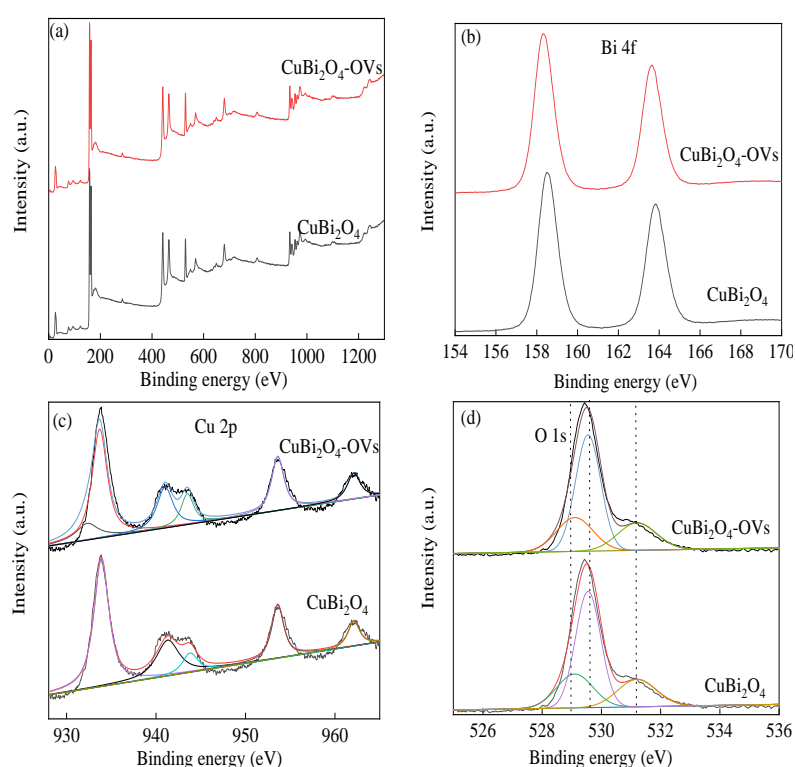 (a)
CuBi₂O₄-OVs
CuBi₂O₄
Intensity (a.u.)
0 200 400 600 800 1000 1200
Binding energy (eV)
(b)
Bi 4f
CuBi₂O₄-OVs
CuBi₂O₄
Intensity (a.u.)
154 156 158 160 162 164 166 168 170
Binding energy (eV)
(c)
Cu 2p
CuBi₂O₄-OVs
CuBi₂O₄
Intensity (a.u.)
930 940 950 960
Binding energy (eV)
(d)
O 1s
CuBi₂O₄-OVs
CuBi₂O₄
Intensity (a.u.)
526 528 530 532 534 536
Binding energy (eV)